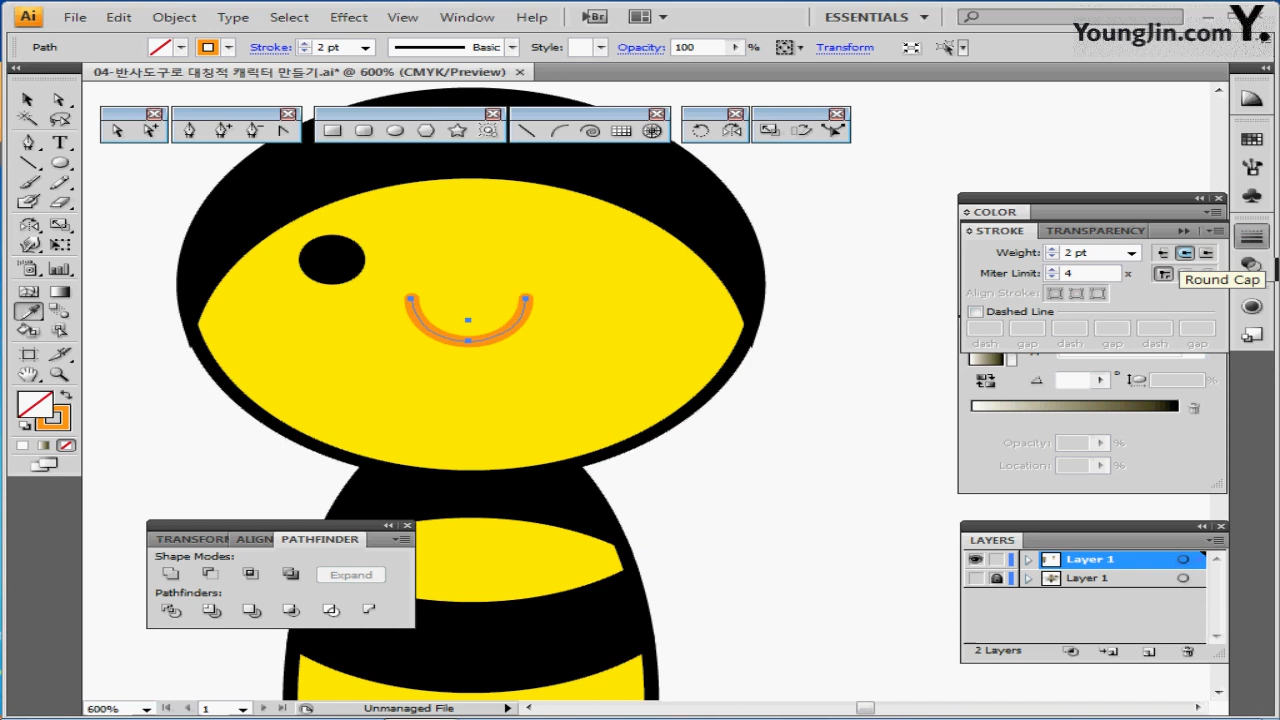 Ai File Edit Object Type Select Effect View Window Help Br ESSENTIALS
YoungJin.com Y.
Path Stroke: 2 pt Basic Style: Opacity: 100 % Transform
04-반사도구로 대칭적 캐릭터 만들기.ai* @ 600% (CMYK/Preview) ×
COLOR
STROKE TRANSPARENCY
Weight: 2 pt
Miter Limit: 4 x
Round Cap
Align Stroke:
Dashed Line
dash gap dash gap dash gap
%
Opacity: %
Location: %
TRANSFORM ALIGN PATHFINDER
Shape Modes:
Expand
Pathfinders:
LAYERS
Layer 1
Layer 1
2 Layers
600% 1 Unmanaged File